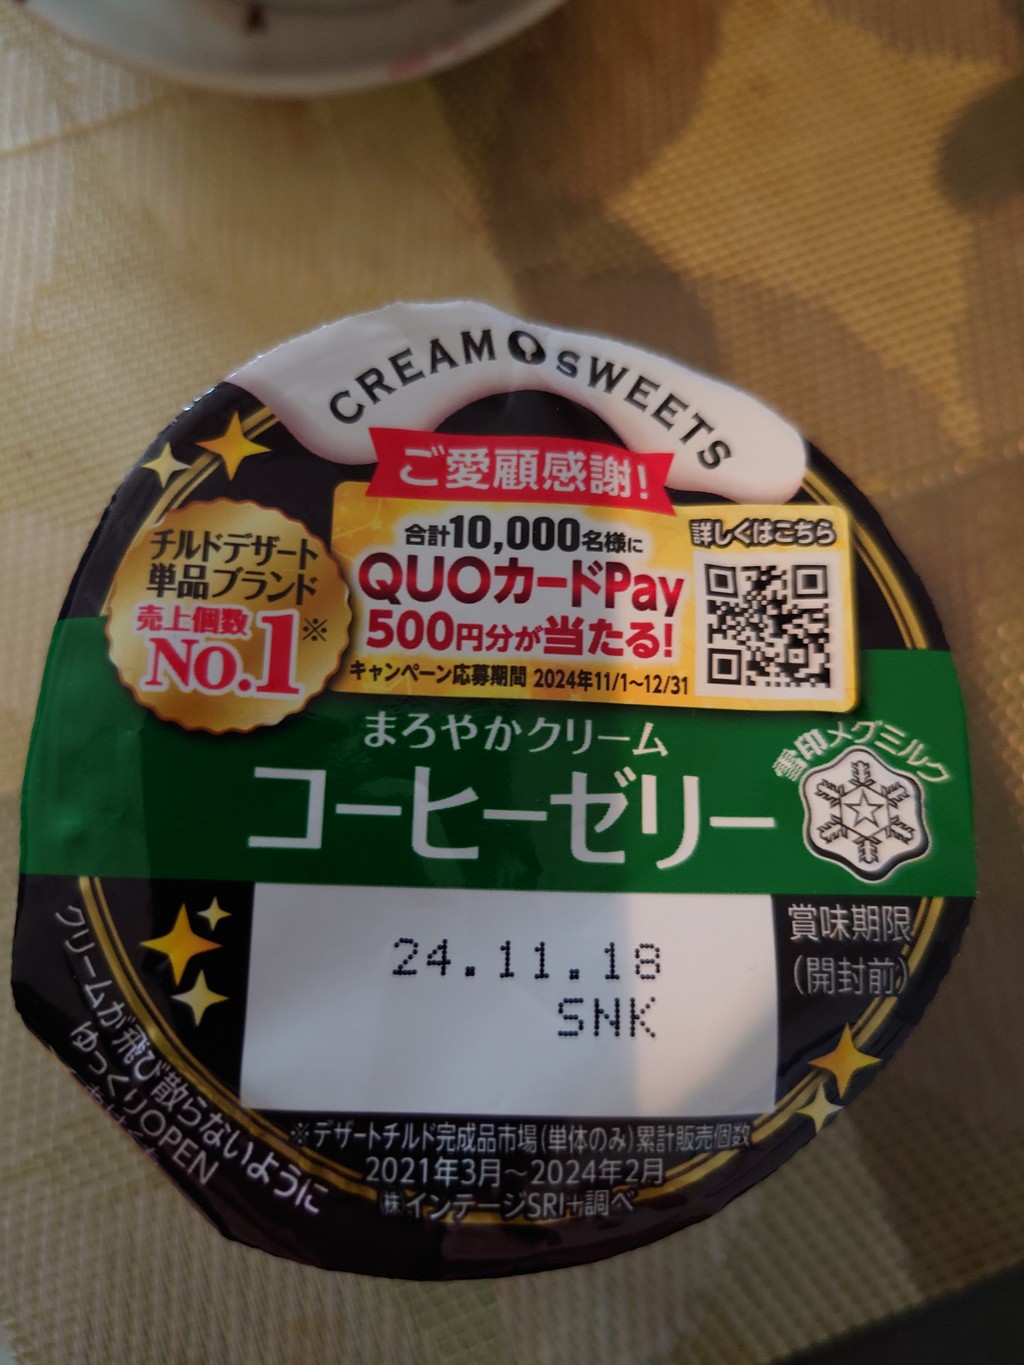 CREAM SWEETS
ご愛顧感謝!
チルドデザート
単品ブランド
売上個数
No.1※
合計10,000名様に
QUOカードPay
500円分が当たる!
キャンペーン応募期間 2024年11/1~12/31
詳しくはこちら
まろやかクリーム
コーヒーゼリー
雪印メグミルク
24.11.18
SNK
賞味期限
(開封前)
クリームが飛び散らないように
ゆっくりOPEN
※デザートチルド完成品市場(単体のみ)累計販売個数
2021年3月~2024年2月
㈱インテージSRI+調べ